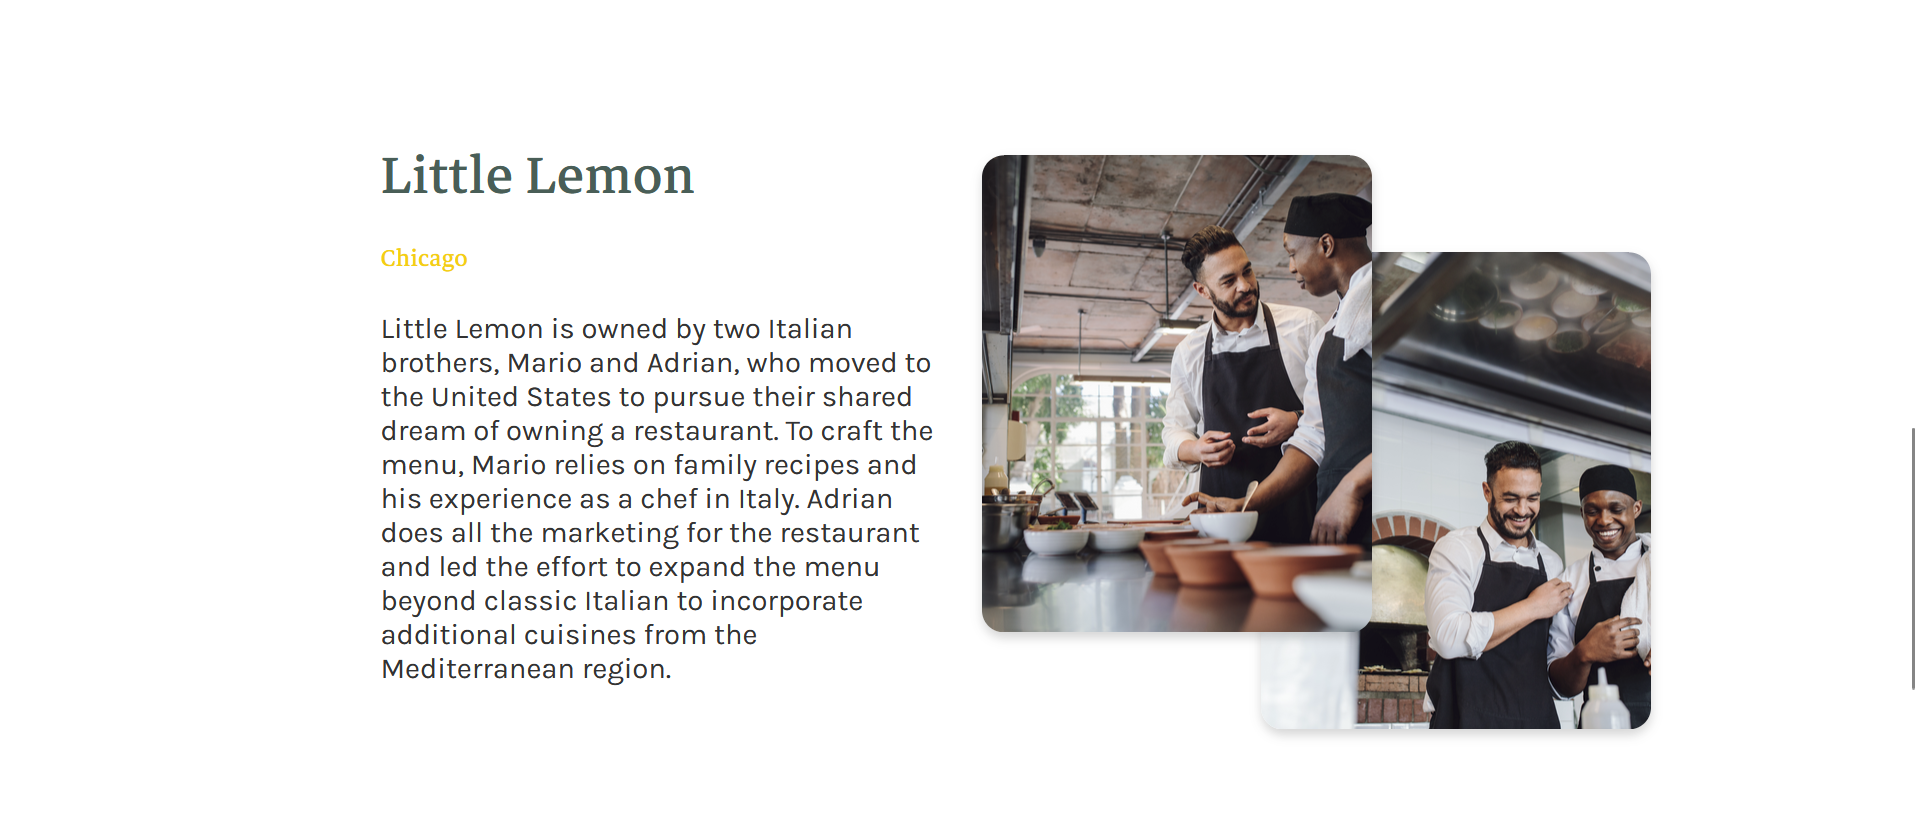 Little Lemon
Chicago
Little Lemon is owned by two Italian
brothers, Mario and Adrian, who moved to
the United States to pursue their shared
dream of owning a restaurant. To craft the
menu, Mario relies on family recipes and
his experience as a chef in Italy. Adrian
does all the marketing for the restaurant
and led the effort to expand the menu
beyond classic Italian to incorporate
additional cuisines from the
Mediterranean region.